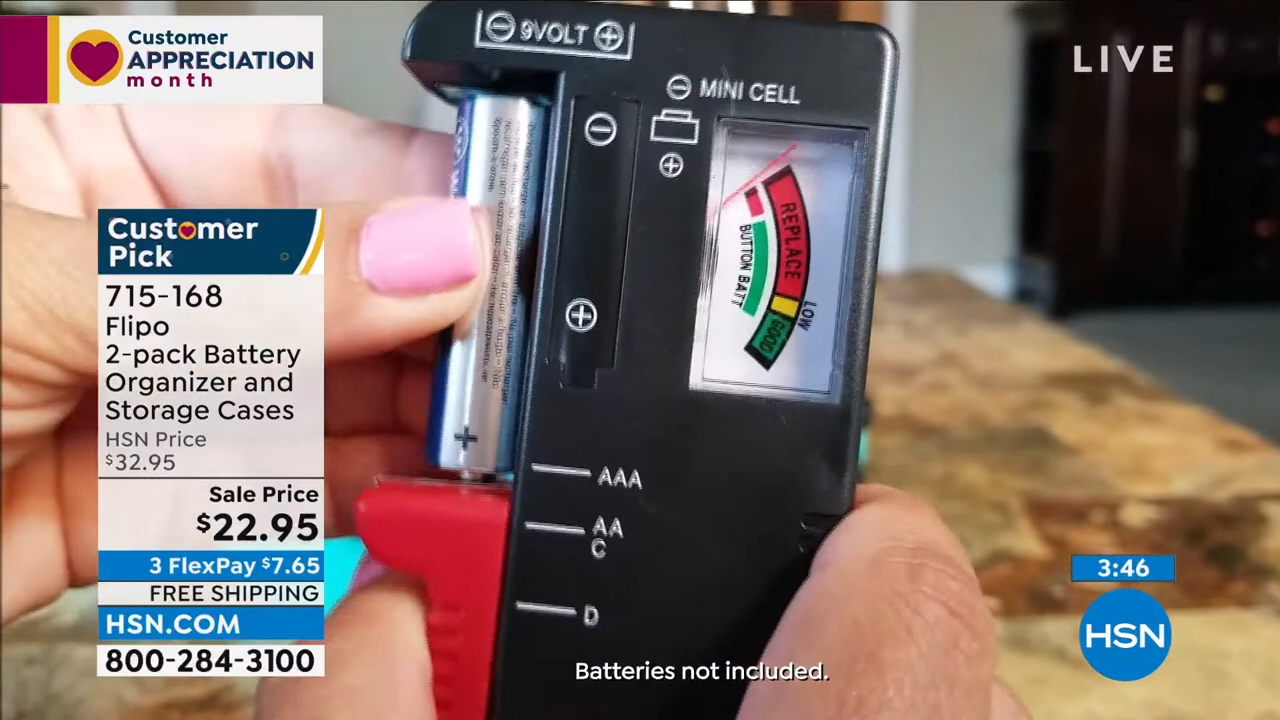 Customer
APPRECIATION
month
LIVE
Customer
Pick
715-168
Flipo
2-pack Battery
Organizer and
Storage Cases
HSN Price
$32.95
Sale Price
$22.95
3 FlexPay $7.65
FREE SHIPPING
HSN.COM
800-284-3100
9VOLT
MINI CELL
REPLACE
BUTTON BATT
LOW
GOOD
AAA
AA
C
D
Batteries not included.
3:46
HSN